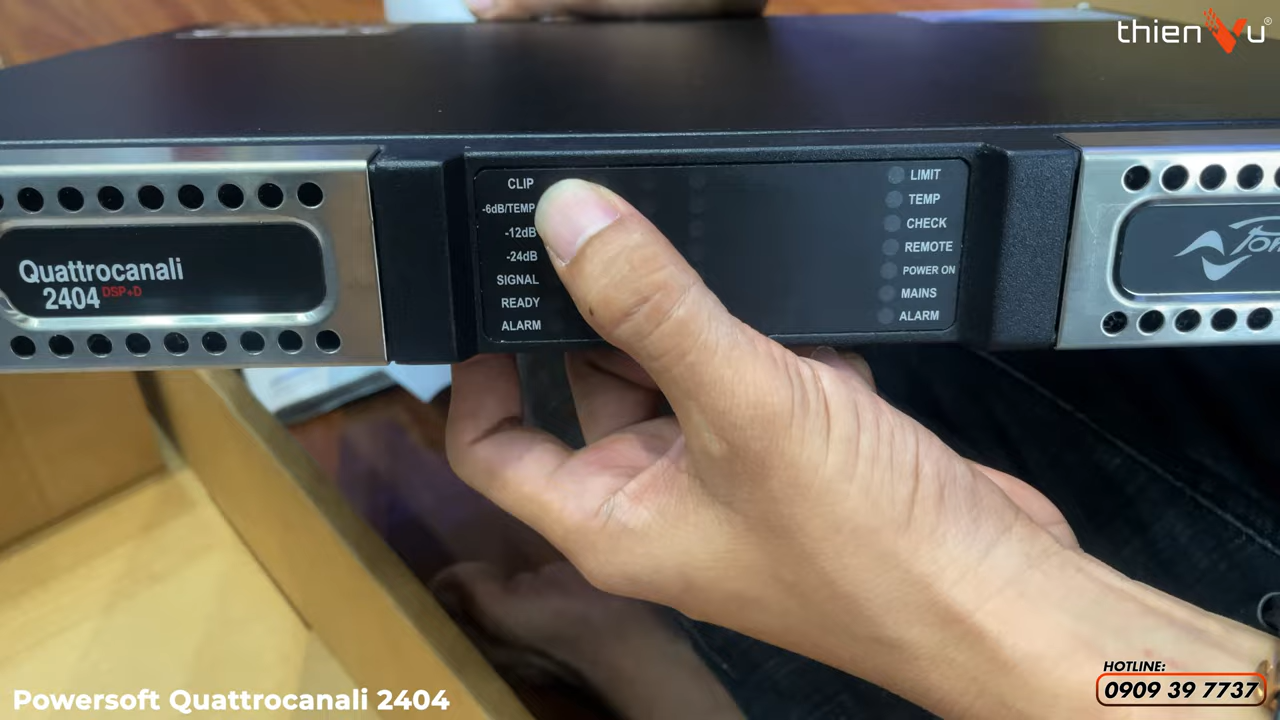 thienVu®
CLIP
-6dB/TEMP
-12dB
-24dB
SIGNAL
READY
ALARM
LIMIT
TEMP
CHECK
REMOTE
POWER ON
MAINS
ALARM
Quattrocanali
2404 DSP+D
Powersoft Quattrocanali 2404
HOTLINE:
0909 39 7737